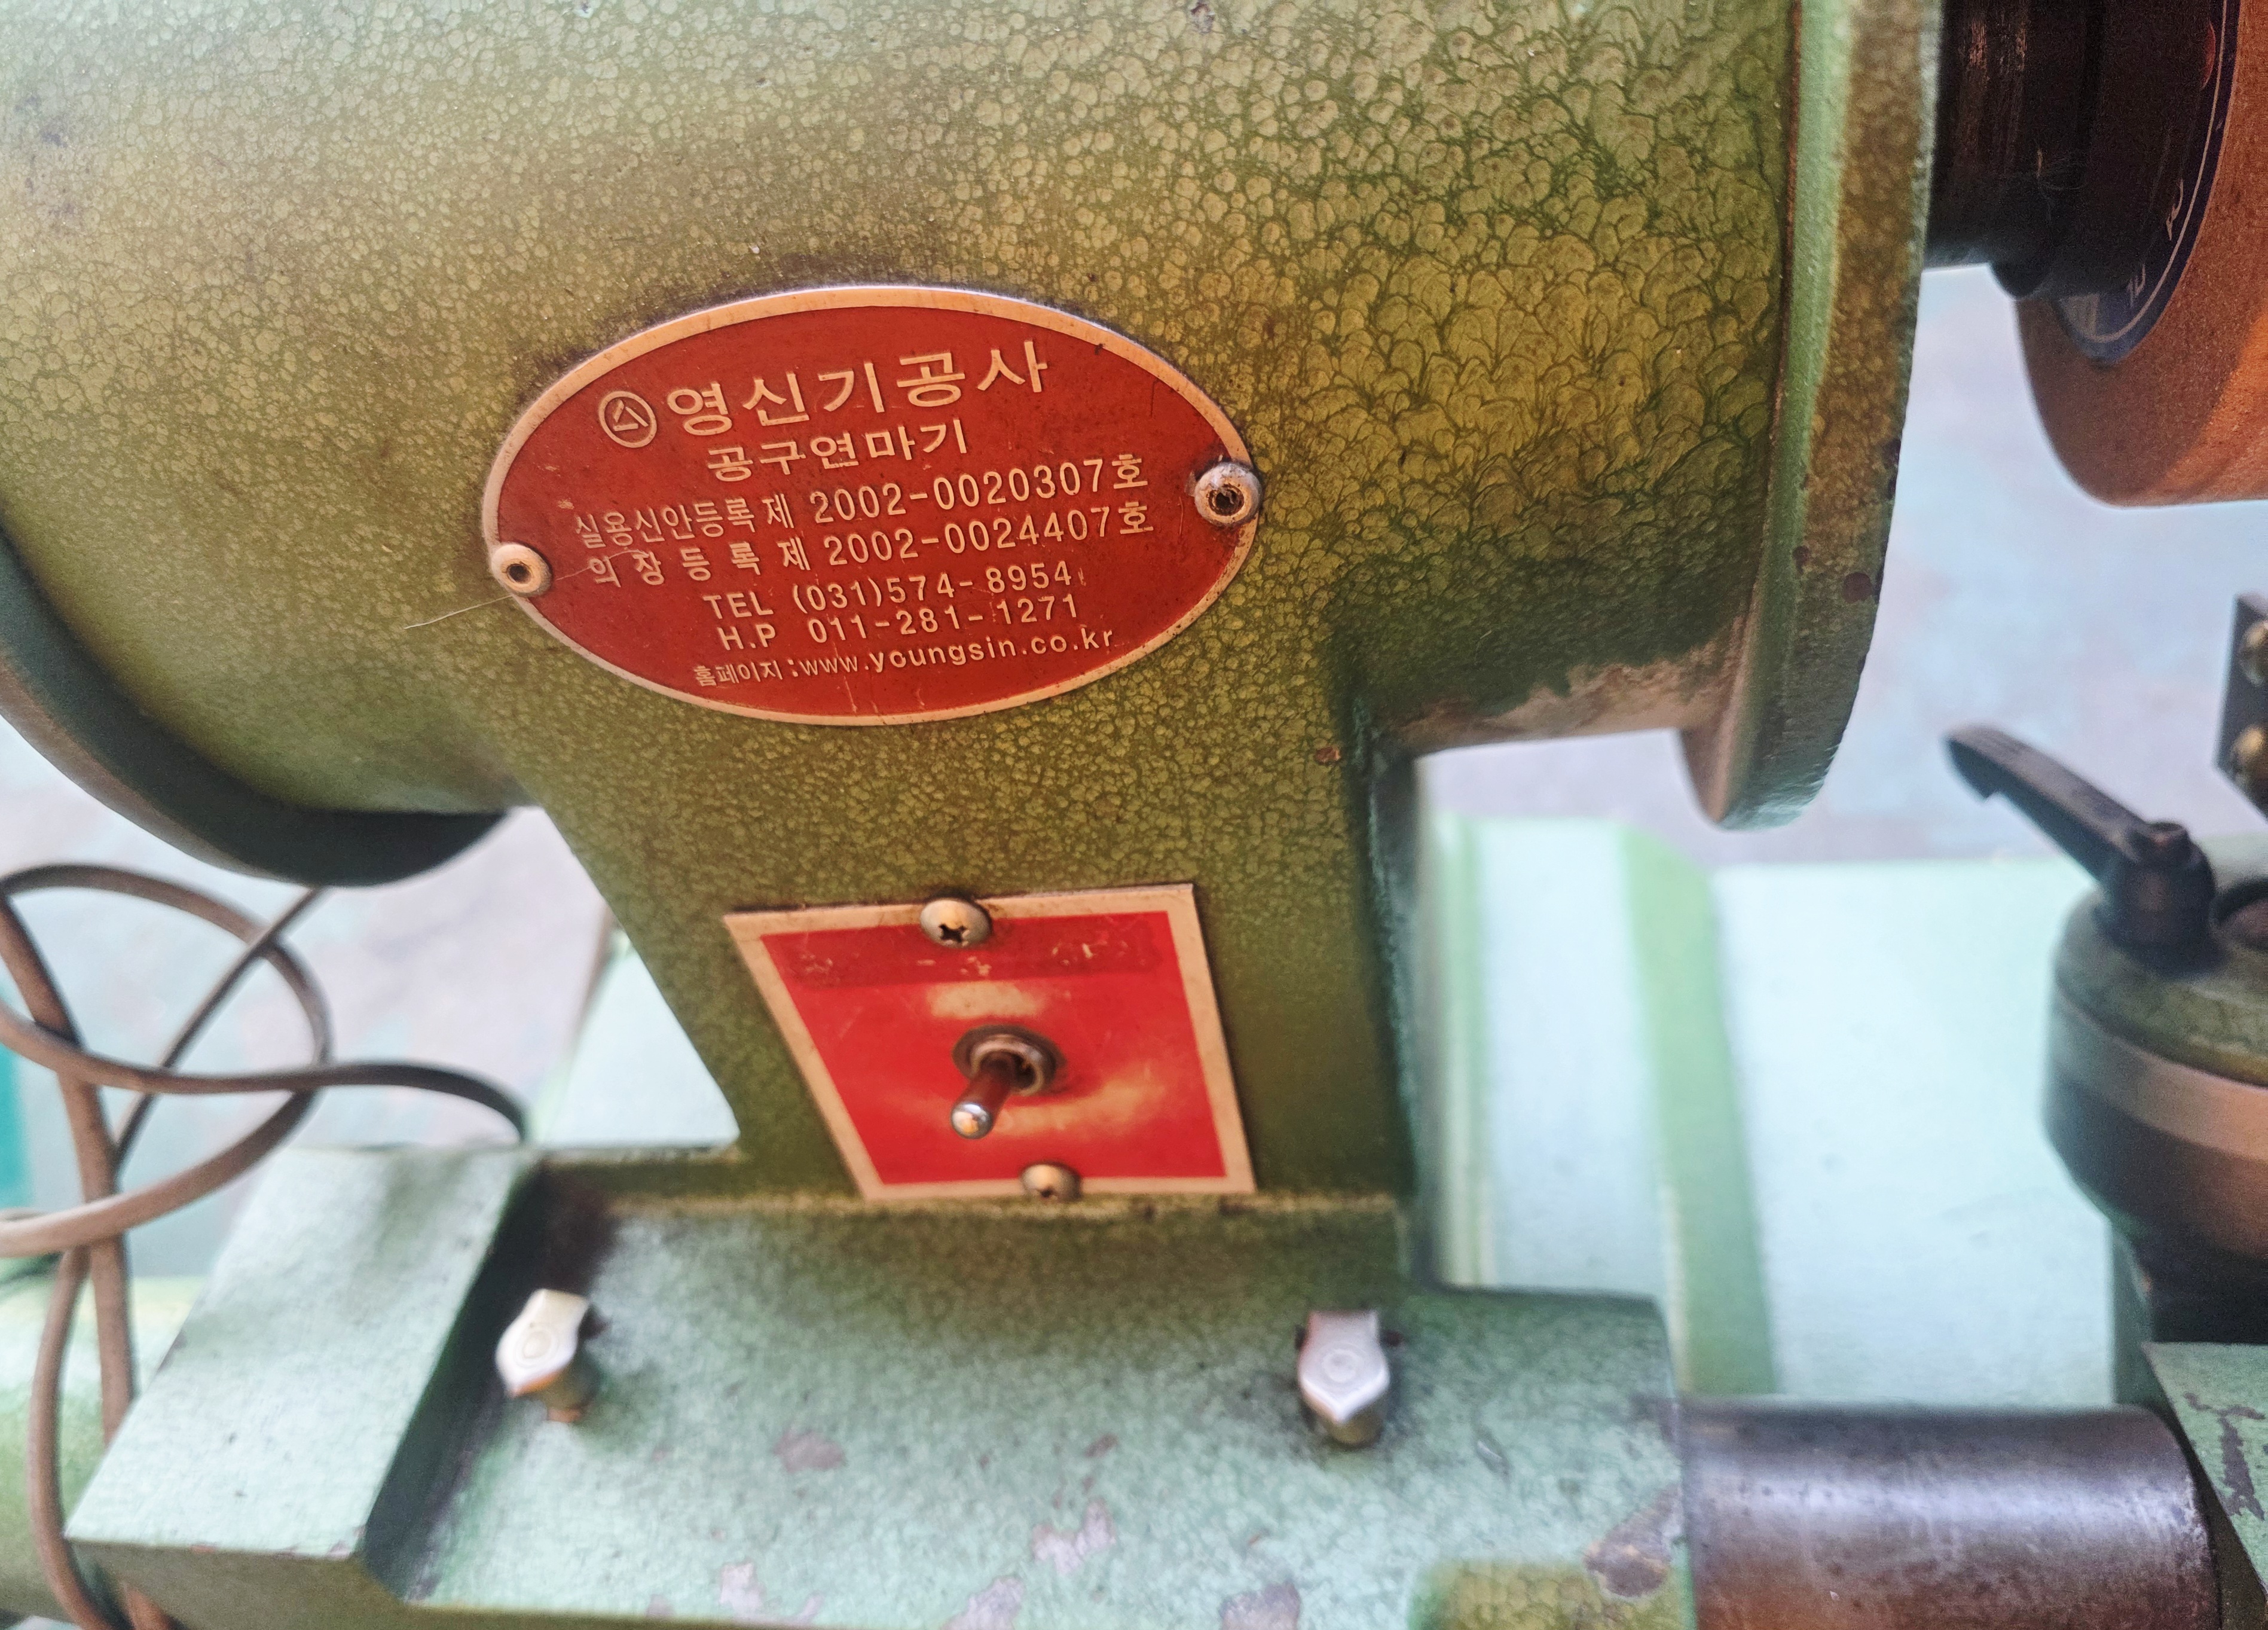 영신기공사
공구연마기
실용신안등록 제 2002-0020307호
의 장 등 록 제 2002-0024407호
TEL (031)574-8954
H.P 011-281-1271
홈페이지:www.youngsin.co.kr